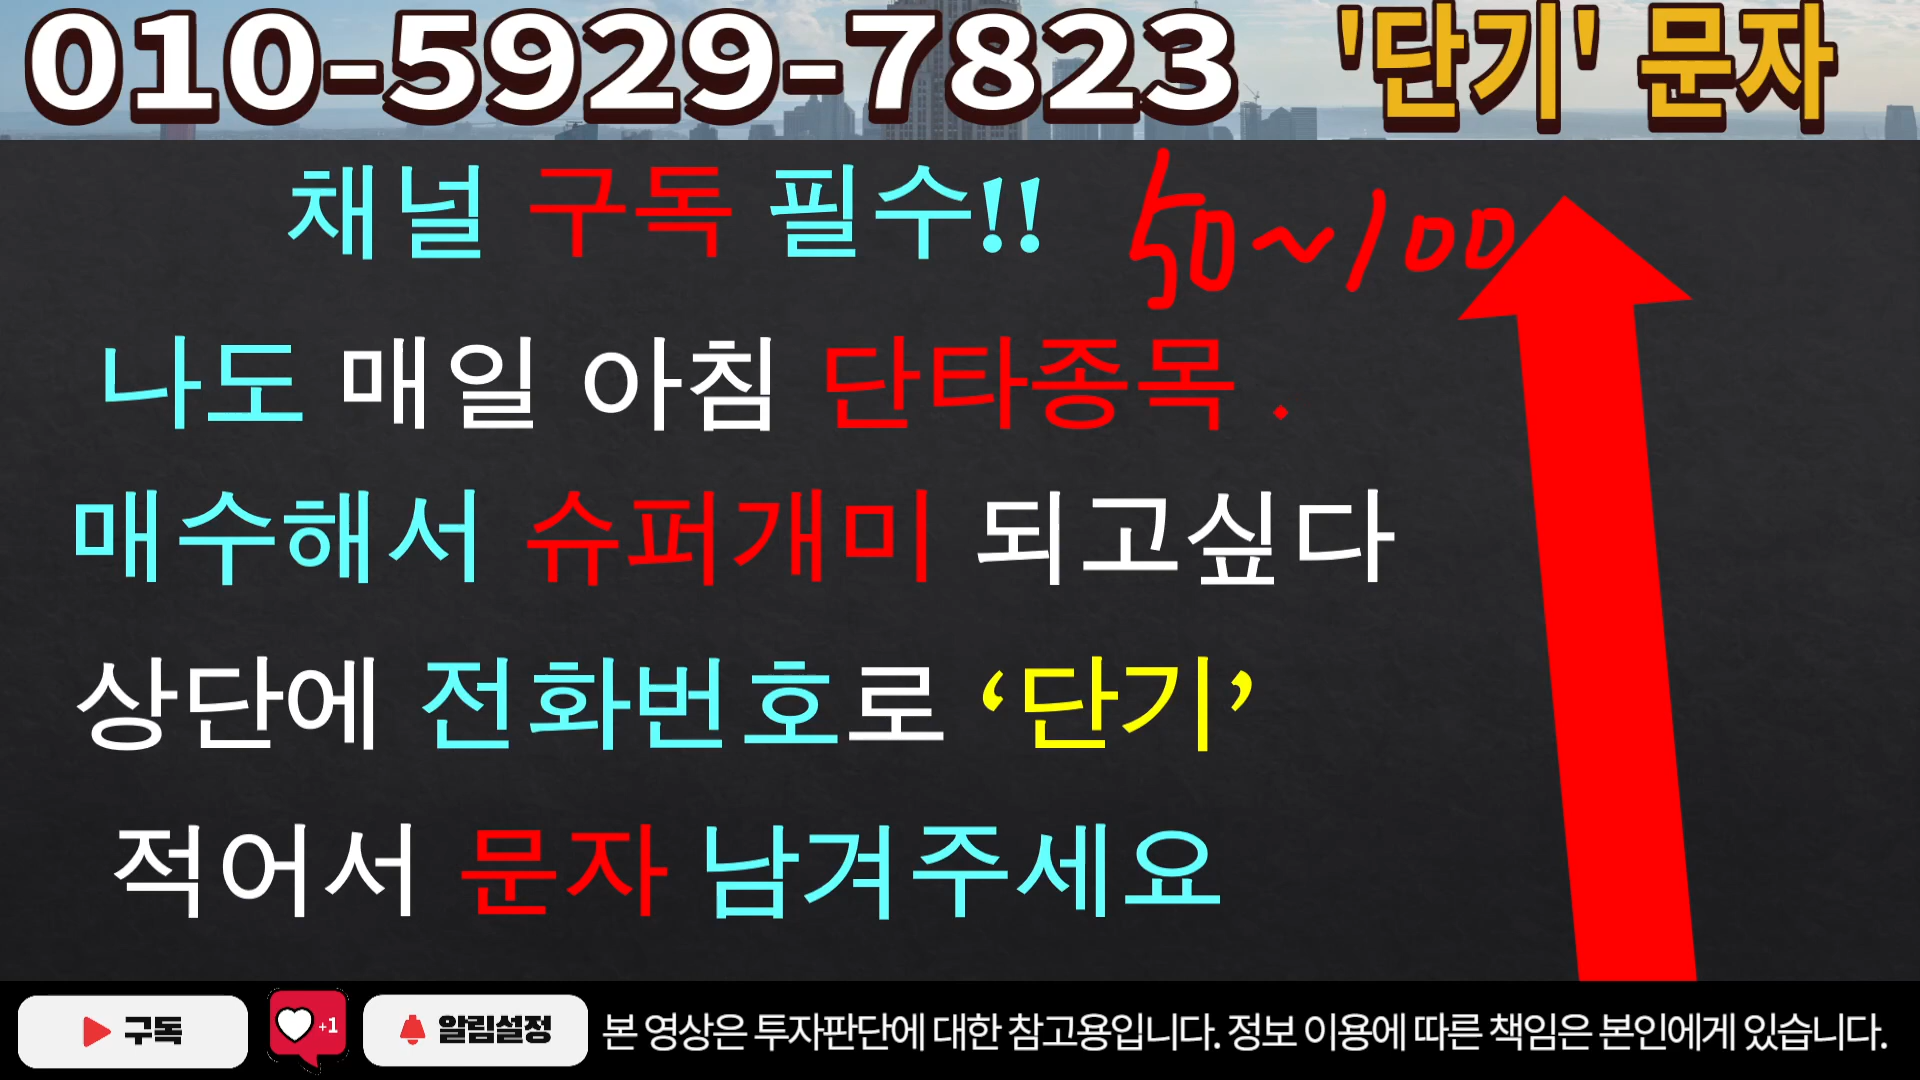 010-5929-7823 '단기' 문자
채널 구독 필수!! 50~100
나도 매일 아침 단타종목 .
매수해서 슈퍼개미 되고싶다
상단에 전화번호로 ‘단기’
적어서 문자 남겨주세요
구독 +1 알림설정 본 영상은 투자판단에 대한 참고용입니다. 정보 이용에 따른 책임은 본인에게 있습니다.